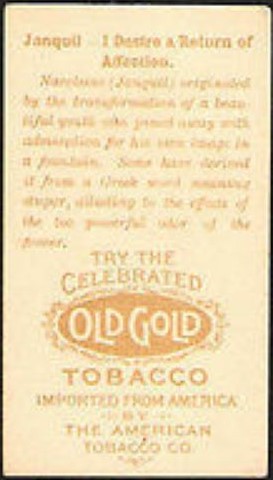 Jonquil - I Desire a Return of
Affection.
Narcissus (Jonquil) originated
by the transformation of a beau-
tiful youth who pined away with
admiration for his own image in
a fountain. Some have derived
it from a Greek word meaning
stupor, alluding to the effects of
the too powerful odor of the
flower.
TRY THE
CELEBRATED
OLD GOLD
TOBACCO
IMPORTED FROM AMERICA
BY
THE AMERICAN
TOBACCO CO.